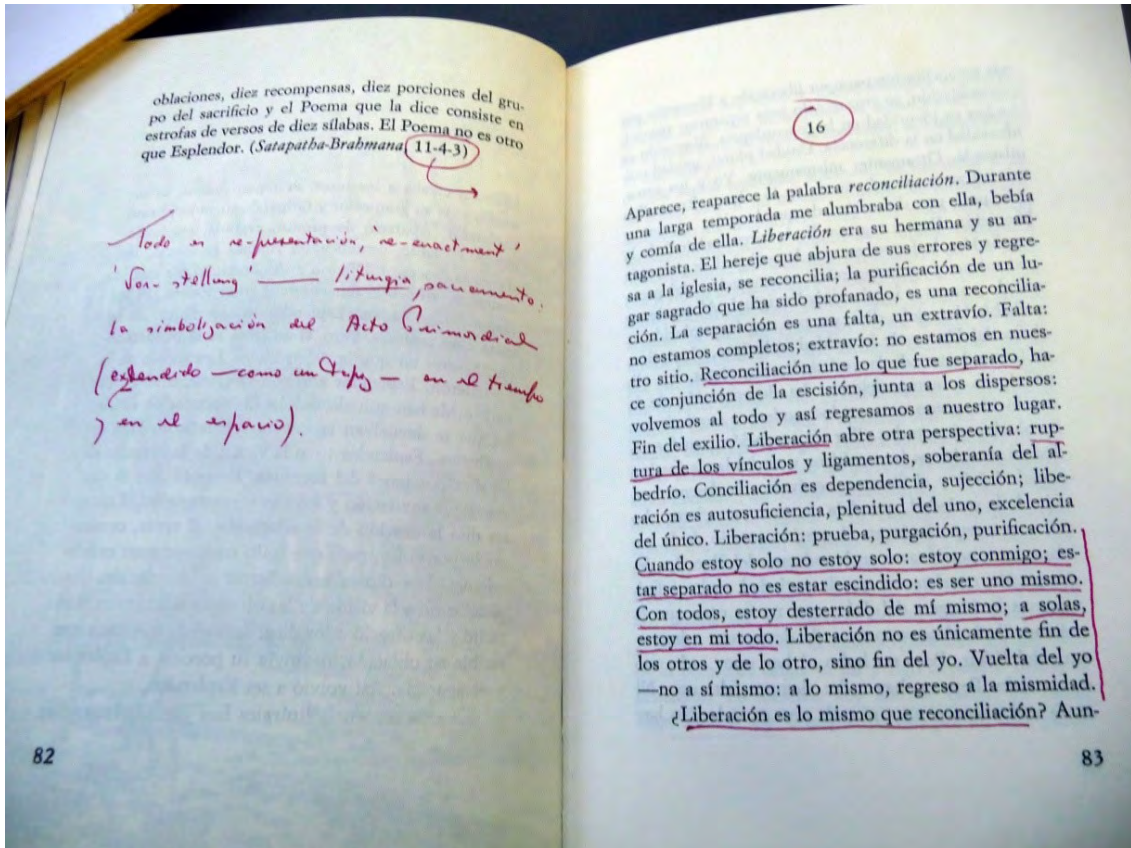 oblaciones, diez recompensas, diez porciones del gru-
po del sacrificio y el Poema que la dice consiste en
estrofas de versos de diez sílabas. El Poema no es otro
que Esplendor. (Satapatha-Brahmana 11-4-3)
Todo es re-presentación, re-enactment'
'Vor-stellung' — liturgia, sacramento.
La simbolización del Acto Primordial
(extendido —como un tapiz— en el tiempo
y en el espacio).
82
16
Aparece, reaparece la palabra reconciliación. Durante
una larga temporada me alumbraba con ella, bebía
y comía de ella. Liberación era su hermana y su an-
tagonista. El hereje que abjura de sus errores y regre-
sa a la iglesia, se reconcilia; la purificación de un lu-
gar sagrado que ha sido profanado, es una reconcilia-
ción. La separación es una falta, un extravío. Falta:
no estamos completos; extravío: no estamos en nues-
tro sitio. Reconciliación une lo que fue separado, ha-
ce conjunción de la escisión, junta a los dispersos:
volvemos al todo y así regresamos a nuestro lugar.
Fin del exilio. Liberación abre otra perspectiva: rup-
tura de los vínculos y ligamentos, soberanía del al-
bedrío. Conciliación es dependencia, sujección; libe-
ración es autosuficiencia, plenitud del uno, excelencia
del único. Liberación: prueba, purgación, purificación.
Cuando estoy solo no estoy solo: estoy conmigo; es-
tar separado no es estar escindido: es ser uno mismo.
Con todos, estoy desterrado de mí mismo; a solas,
estoy en mi todo. Liberación no es únicamente fin de
los otros y de lo otro, sino fin del yo. Vuelta del yo
—no a sí mismo: a lo mismo, regreso a la mismidad.
¿Liberación es lo mismo que reconciliación? Aun-
83